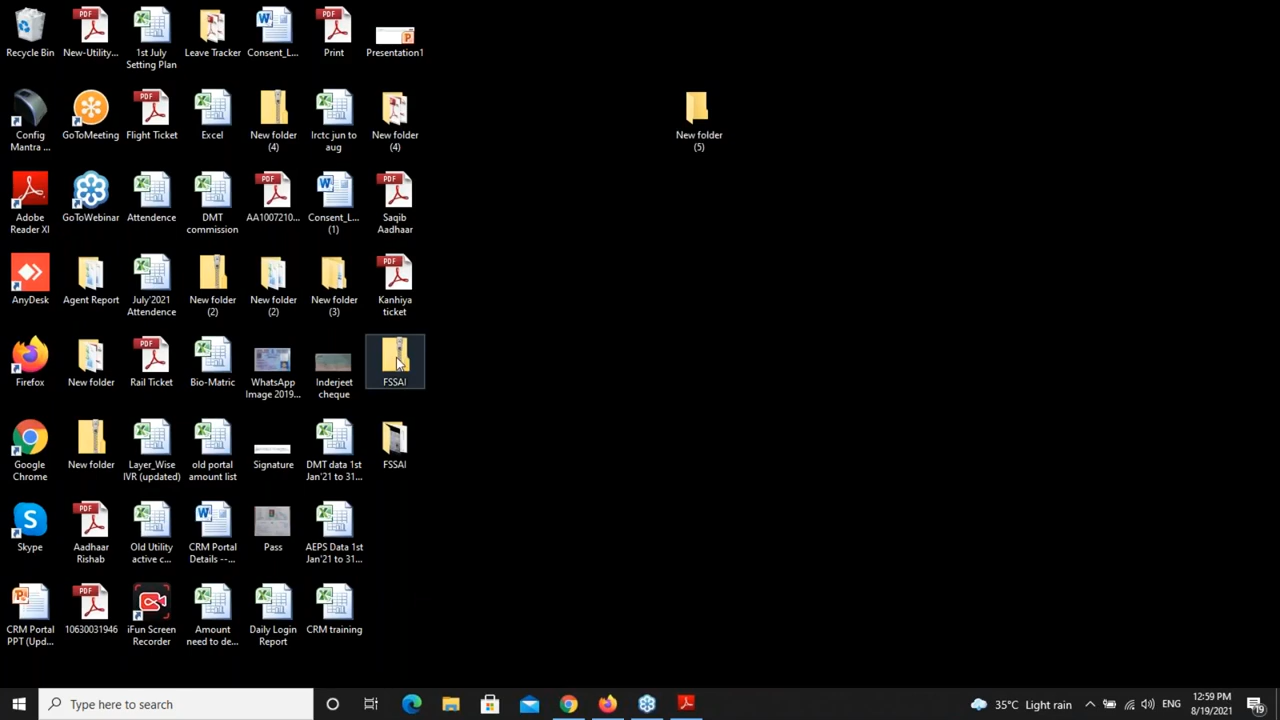 Recycle Bin
New-Utility...
1st July
Setting Plan
Leave Tracker
Consent_L...
Print
Presentation1
Config
Mantra ...
GoToMeeting
Flight Ticket
Excel
New folder
(4)
Irctc jun to
aug
New folder
(4)
New folder
(5)
Adobe
Reader XI
GoToWebinar
Attendence
DMT
commission
AA1007210...
Consent_L...
(1)
Saqib
Aadhaar
AnyDesk
Agent Report
July'2021
Attendence
New folder
(2)
New folder
(2)
New folder
(3)
Kanhiya
ticket
Firefox
New folder
Rail Ticket
Bio-Matric
WhatsApp
Image 2019...
Inderjeet
cheque
FSSAI
Google
Chrome
New folder
Layer_Wise
IVR (updated)
old portal
amount list
Signature
DMT data 1st
Jan'21 to 31...
FSSAI
Skype
Aadhaar
Rishab
Old Utility
active c...
CRM Portal
Details --...
Pass
AEPS Data 1st
Jan'21 to 31...
CRM Portal
PPT (Upd...
10630031946
iFun Screen
Recorder
Amount
need to de...
Daily Login
Report
CRM training
Type here to search
35°C Light rain
ENG
12:59 PM
8/19/2021
19